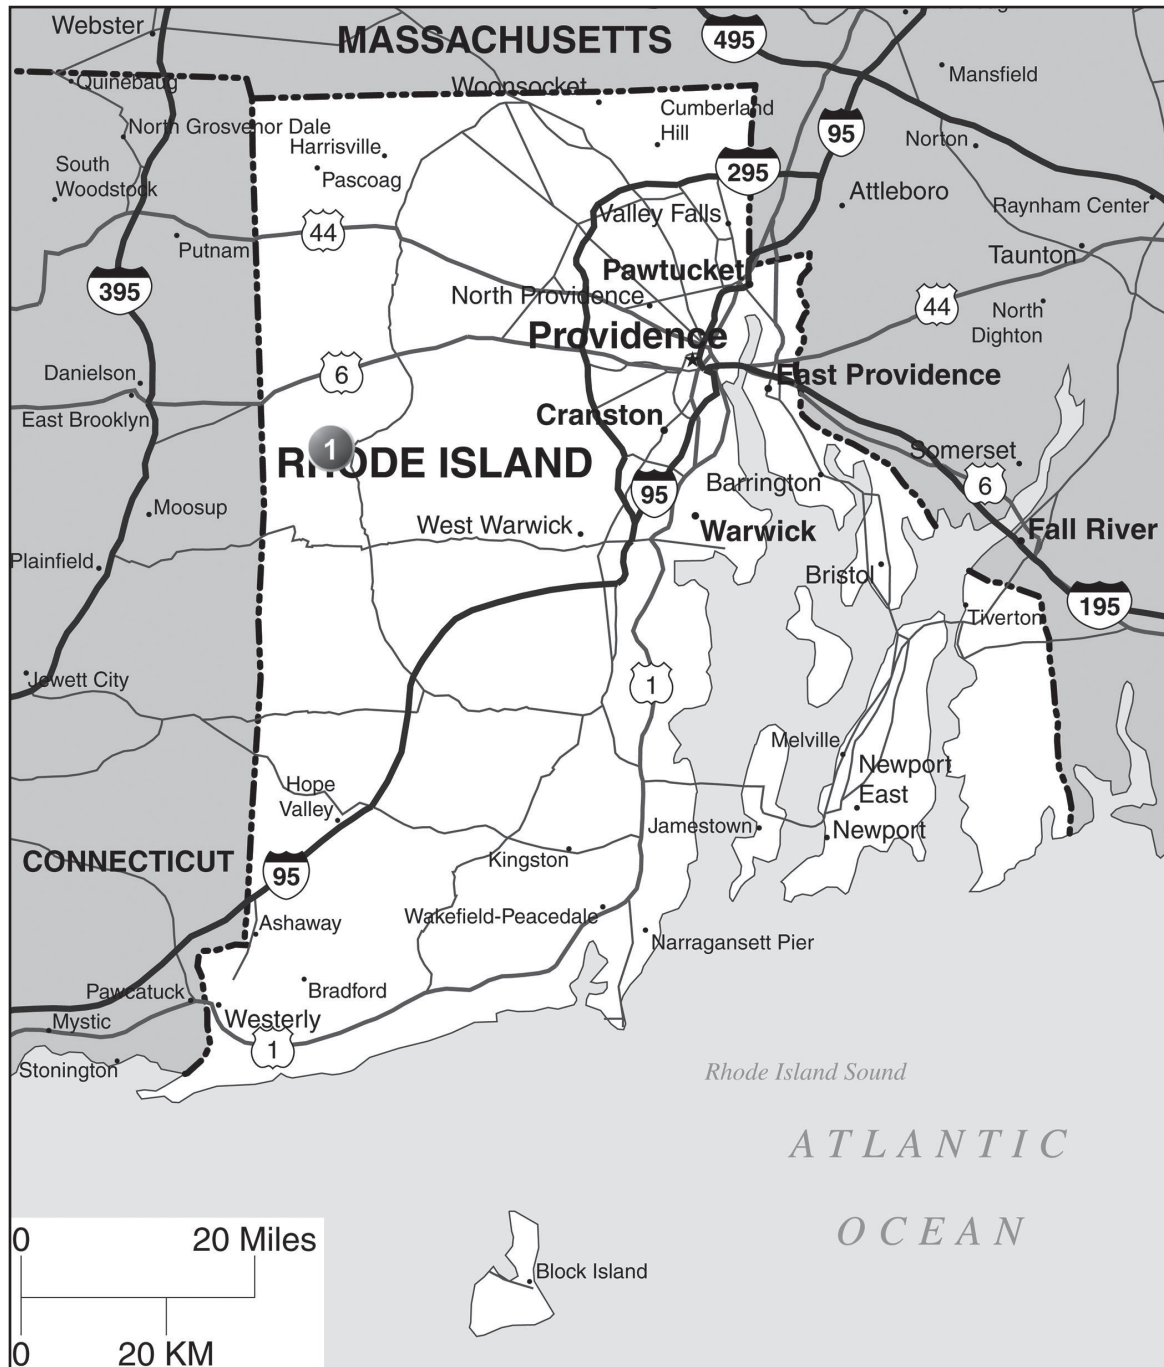 Webster
MASSACHUSETTS
495
Mansfield
Quinebaug
Woonsocket
Cumberland
Hill
95
Norton
North Grosvenor Dale
Harrisville
South
Woodstock
Pascoag
295
Attleboro
Raynham Center
Valley Falls
44
Putnam
Taunton
Pawtucket
395
North Providence
44
North
Dighton
Providence
6
Danielson
East Providence
East Brooklyn
Cranston
1
RHODE ISLAND
Somerset
6
95
Barrington
Moosup
West Warwick
Warwick
Fall River
Plainfield
Bristol
195
Tiverton
Jewett City
1
Melville
Newport
East
Hope
Valley
Jamestown
Newport
CONNECTICUT
95
Kingston
Ashaway
Wakefield-Peacedale
Narragansett Pier
Pawcatuck
Bradford
Mystic
Westerly
1
Stonington
Rhode Island Sound
ATLANTIC
OCEAN
0 20 Miles
Block Island
0 20 KM